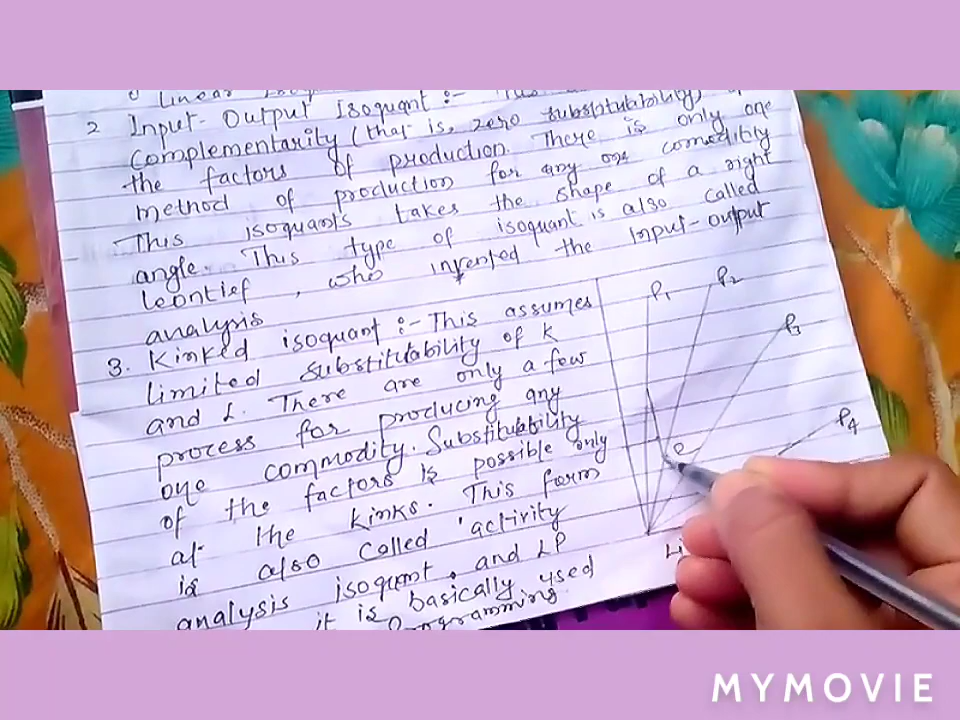 Linear
2 Input-Output Isoquant :-
Complementarity (that is, zero substitutability)
the factors of production. There is only one
method of production for any one comodlity
This isoquants takes the shape of a right
angle. This type of isoquant is also called
leontief, who invented the Input-output
analysis
3. Kinked isoquant :- This assumes
limited substitutability of K
and L. There are only a few
process for producing any
one commodity. Substitutability
of the factors is possible only
at the kinks. This form
is also called 'activity
analysis isoquant, and LP
it is basically used
programming.
P1
P2
P3
P4
e
Li
MYMOVIE